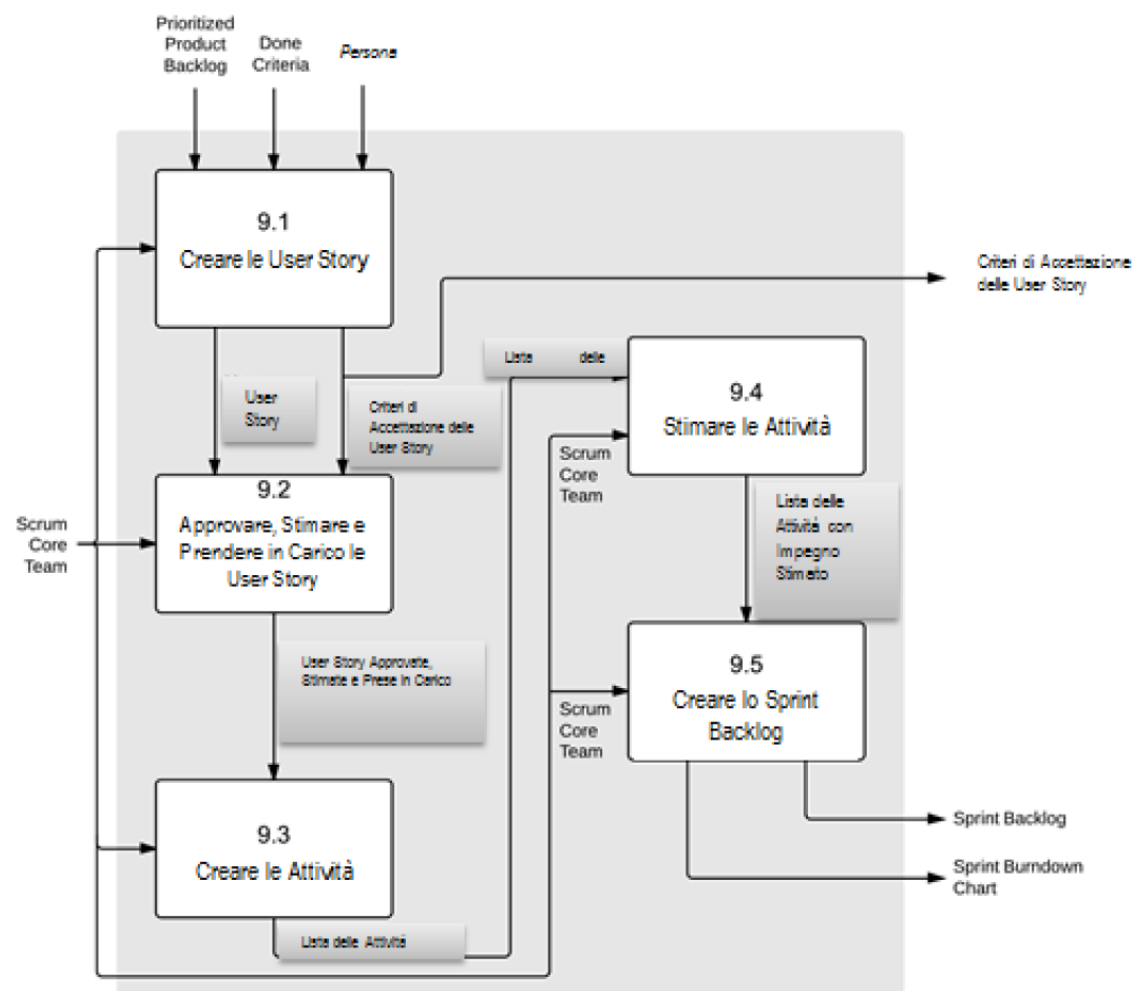 Prioritized
Product
Backlog
Done
Criteria
Persona
9.1
Creare le User Story
Criteri di Accettazione
delle User Story
User
Story
Criteri di
Accettazione delle
User Story
Lista delle
9.4
Stimare le Attività
Scrum
Core
Team
9.2
Approvare, Stimare e
Prendere in Carico le
User Story
Scrum
Core
Team
Lista delle
Attività con
Impegno
Stimato
User Story Approvate,
Stimate e Prese in Carico
9.5
Creare lo Sprint
Backlog
Scrum
Core
Team
9.3
Creare le Attività
Sprint Backlog
Sprint Burndown
Chart
Lista delle Attività